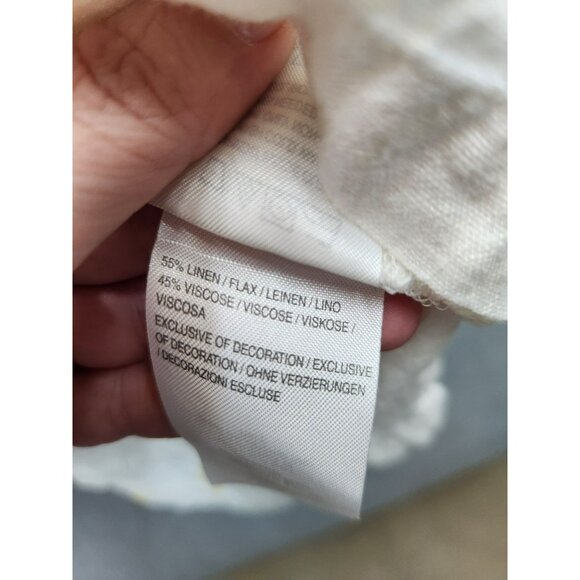 55% LINEN / FLAX / LEINEN / LINO
45% VISCOSE / VISCOSE / VISKOSE /
VISCOSA
EXCLUSIVE OF DECORATION / EXCLUSIVE
OF DECORATION / OHNE VERZIERUNGEN
/ DECORAZIONI ESCLUSE